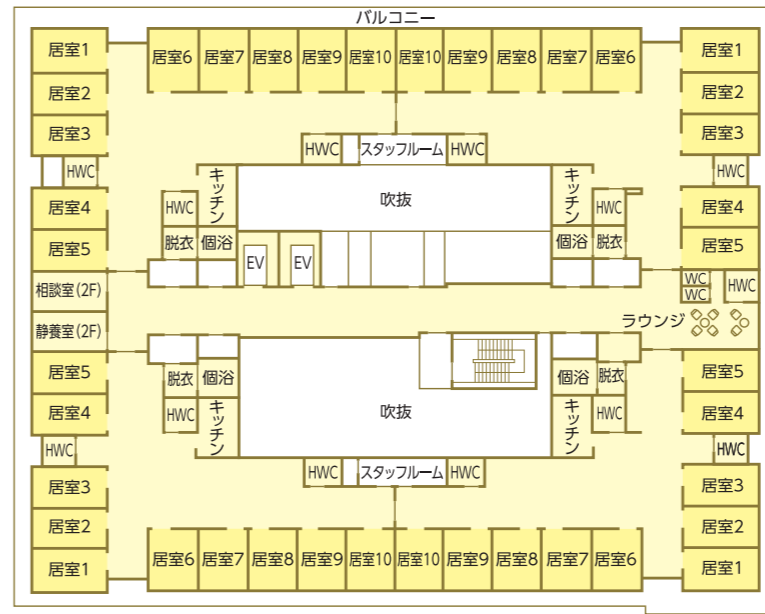 バルコニー
居室1
居室6
居室7
居室8
居室9
居室10
居室10
居室9
居室8
居室7
居室6
居室1
居室2
居室2
居室3
居室3
HWC
スタッフルーム
HWC
HWC
HWC
キッチン
キッチン
居室4
HWC
吹抜
HWC
居室4
居室5
脱衣
個浴
個浴
脱衣
居室5
EV
EV
相談室(2F)
WC
WC
HWC
静養室(2F)
ラウンジ
居室5
脱衣
個浴
個浴
脱衣
居室5
居室4
HWC
キッチン
吹抜
キッチン
HWC
居室4
HWC
HWC
HWC
スタッフルーム
HWC
居室3
居室3
居室2
居室2
居室1
居室6
居室7
居室8
居室9
居室10
居室10
居室9
居室8
居室7
居室6
居室1